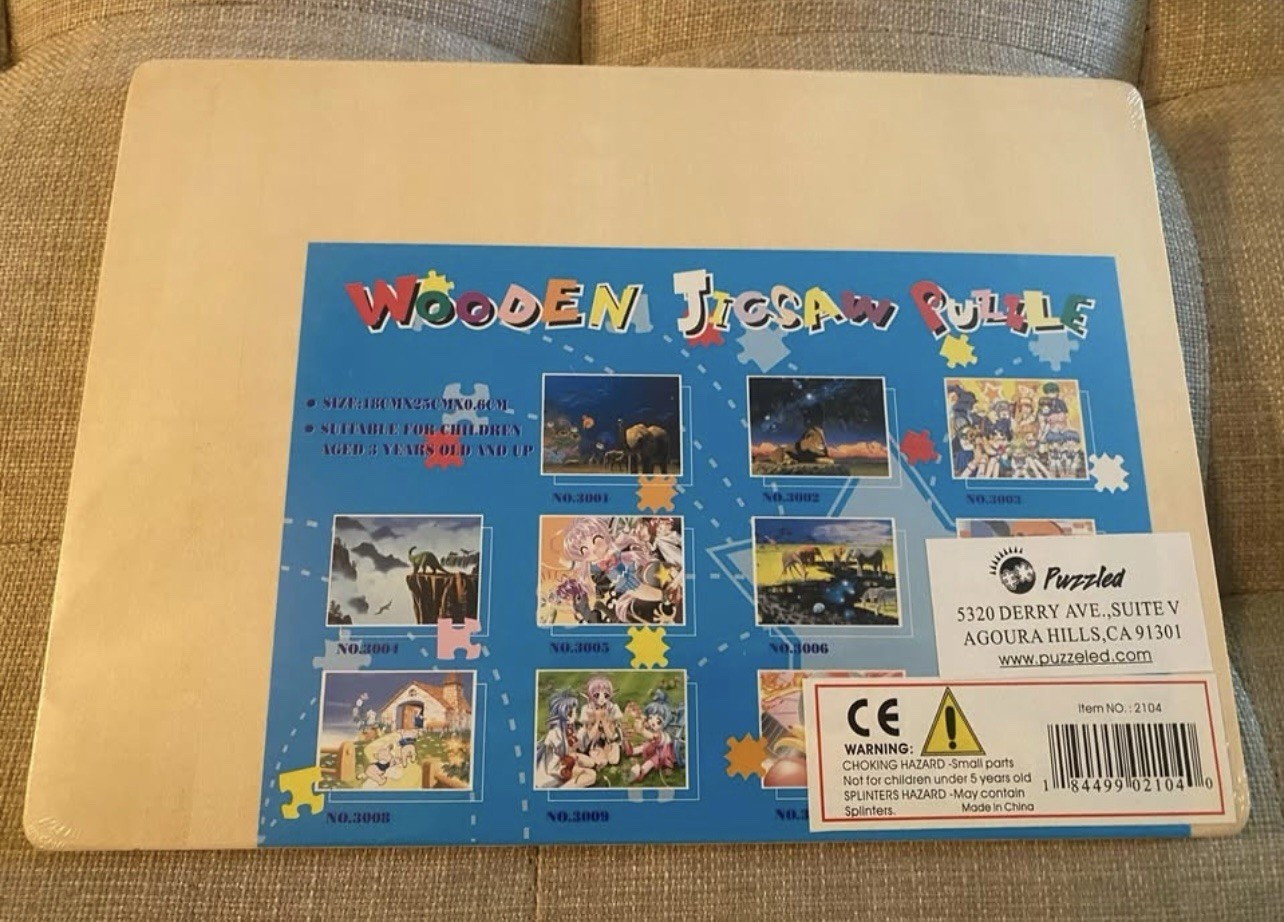 WOODEN JIGSAW PUZZLE
● SIZE:18CMX25CMX0.6CM
● SUITABLE FOR CHILDREN
AGED 3 YEARS OLD AND UP
NO.3001
NO.3002
NO.3003
NO.3004
NO.3005
NO.3006
Puzzled
5320 DERRY AVE.,SUITE V
AGOURA HILLS,CA 91301
www.puzzeled.com
NO.3008
NO.3009
NO.3
CE
Item NO.: 2104
WARNING:
CHOKING HAZARD -Small parts
Not for children under 5 years old
SPLINTERS HAZARD -May contain
Splinters.
Made in China
1 84499 02104 0